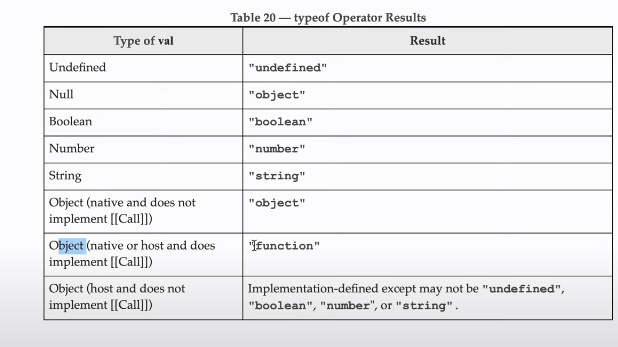 Table 20 — typeof Operator Results
Type of val Result
Undefined "undefined"
Null "object"
Boolean "boolean"
Number "number"
String "string"
Object (native and does not "object"
implement [[Call]])
Object (native or host and does "function"
implement [[Call]])
Object (host and does not Implementation-defined except may not be "undefined",
implement [[Call]]) "boolean", "number", or "string".